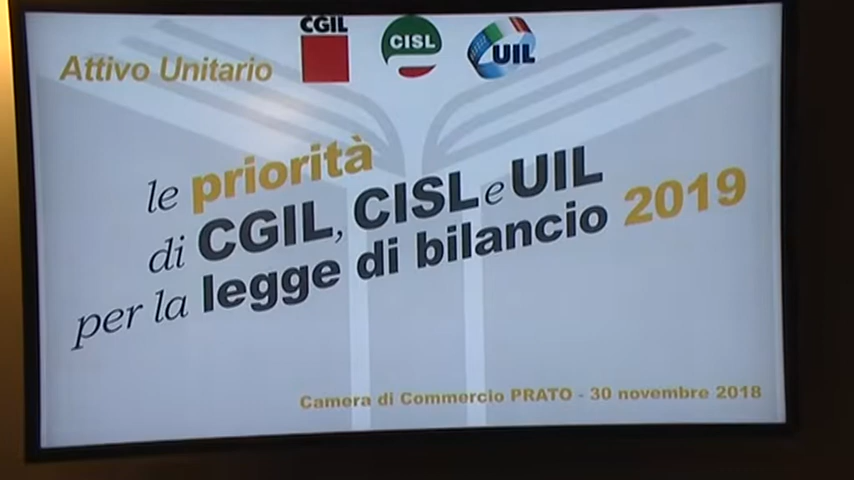 CGIL
CISL
UIL
Attivo Unitario
le priorità
di CGIL, CISL e UIL
per la legge di bilancio 2019
Camera di Commercio PRATO - 30 novembre 2018